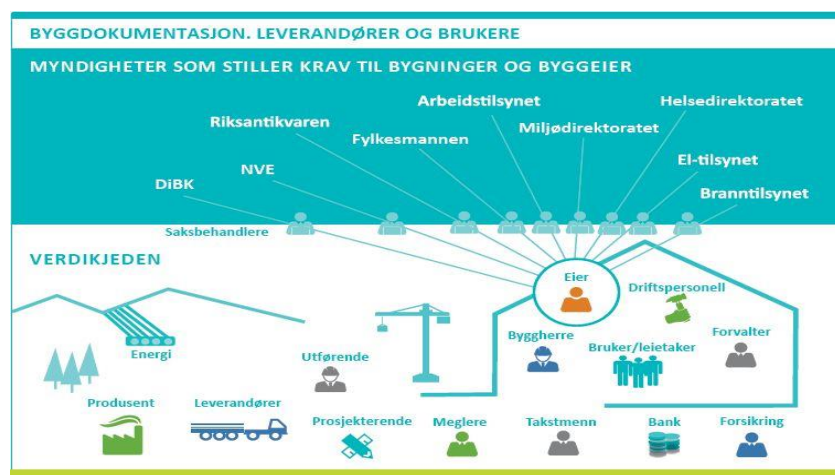 BYGGDOKUMENTASJON. LEVERANDØRER OG BRUKERE
MYNDIGHETER SOM STILLER KRAV TIL BYGNINGER OG BYGGEIER
Arbeidstilsynet
Helsedirektoratet
Riksantikvaren
Miljødirektoratet
Fylkesmannen
El-tilsynet
NVE
DiBK
Branntilsynet
Saksbehandlere
VERDIKJEDEN
Eier
Driftspersonell
Byggherre
Forvalter
Bruker/leietaker
Energi
Utførende
Produsent
Leverandører
Prosjekterende
Meglere
Takstmenn
Bank
Forsikring